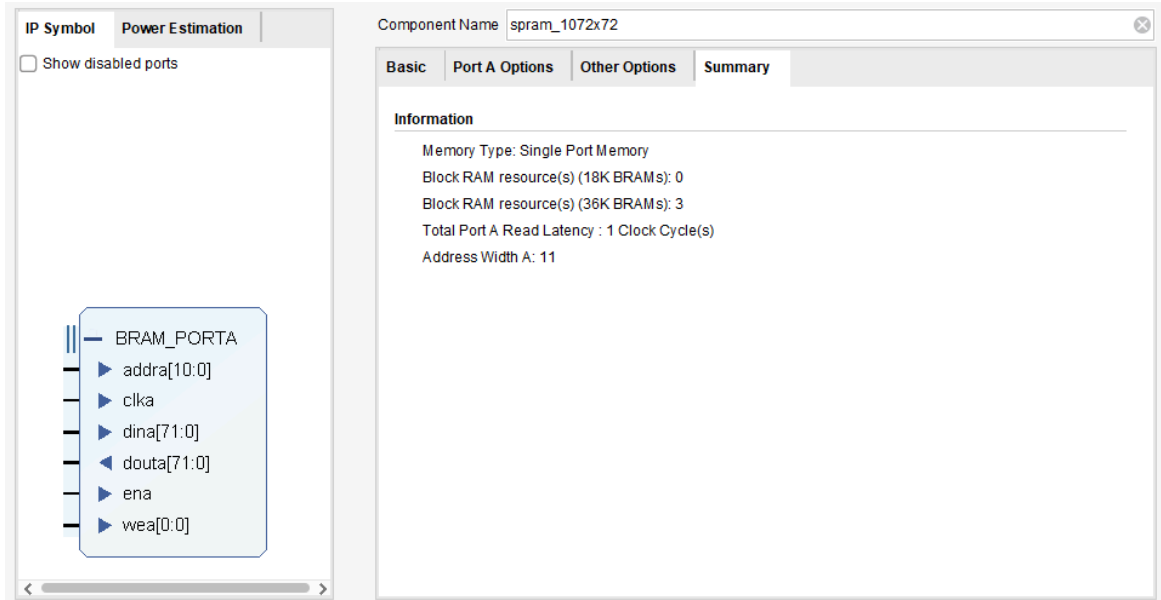 IP Symbol Power Estimation
Show disabled ports
BRAM_PORTA
addra[10:0]
clka
dina[71:0]
douta[71:0]
ena
wea[0:0]
Component Name spram_1072x72
Basic Port A Options Other Options Summary
Information
Memory Type: Single Port Memory
Block RAM resource(s) (18K BRAMs): 0
Block RAM resource(s) (36K BRAMs): 3
Total Port A Read Latency : 1 Clock Cycle(s)
Address Width A: 11